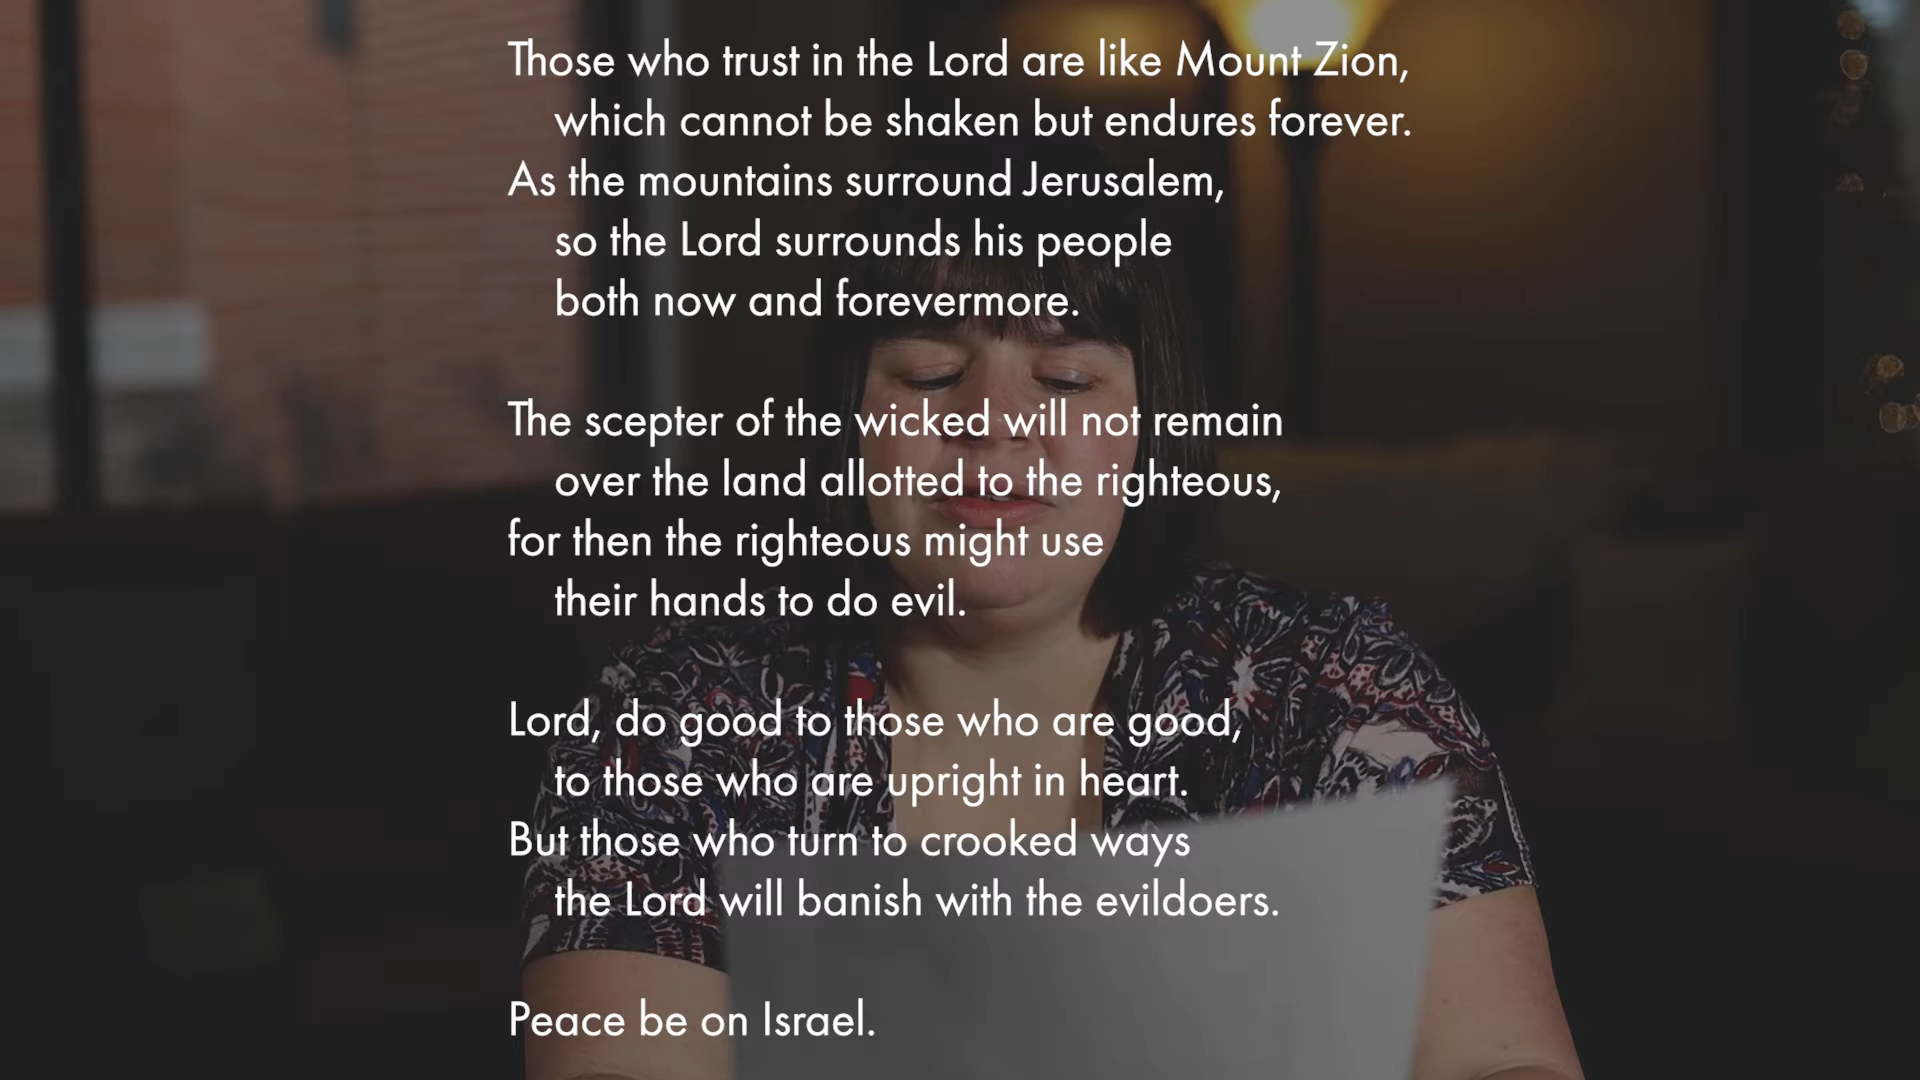 Those who trust in the Lord are like Mount Zion,
which cannot be shaken but endures forever.
As the mountains surround Jerusalem,
so the Lord surrounds his people
both now and forevermore.
The scepter of the wicked will not remain
over the land allotted to the righteous,
for then the righteous might use
their hands to do evil.
Lord, do good to those who are good,
to those who are upright in heart.
But those who turn to crooked ways
the Lord will banish with the evildoers.
Peace be on Israel.